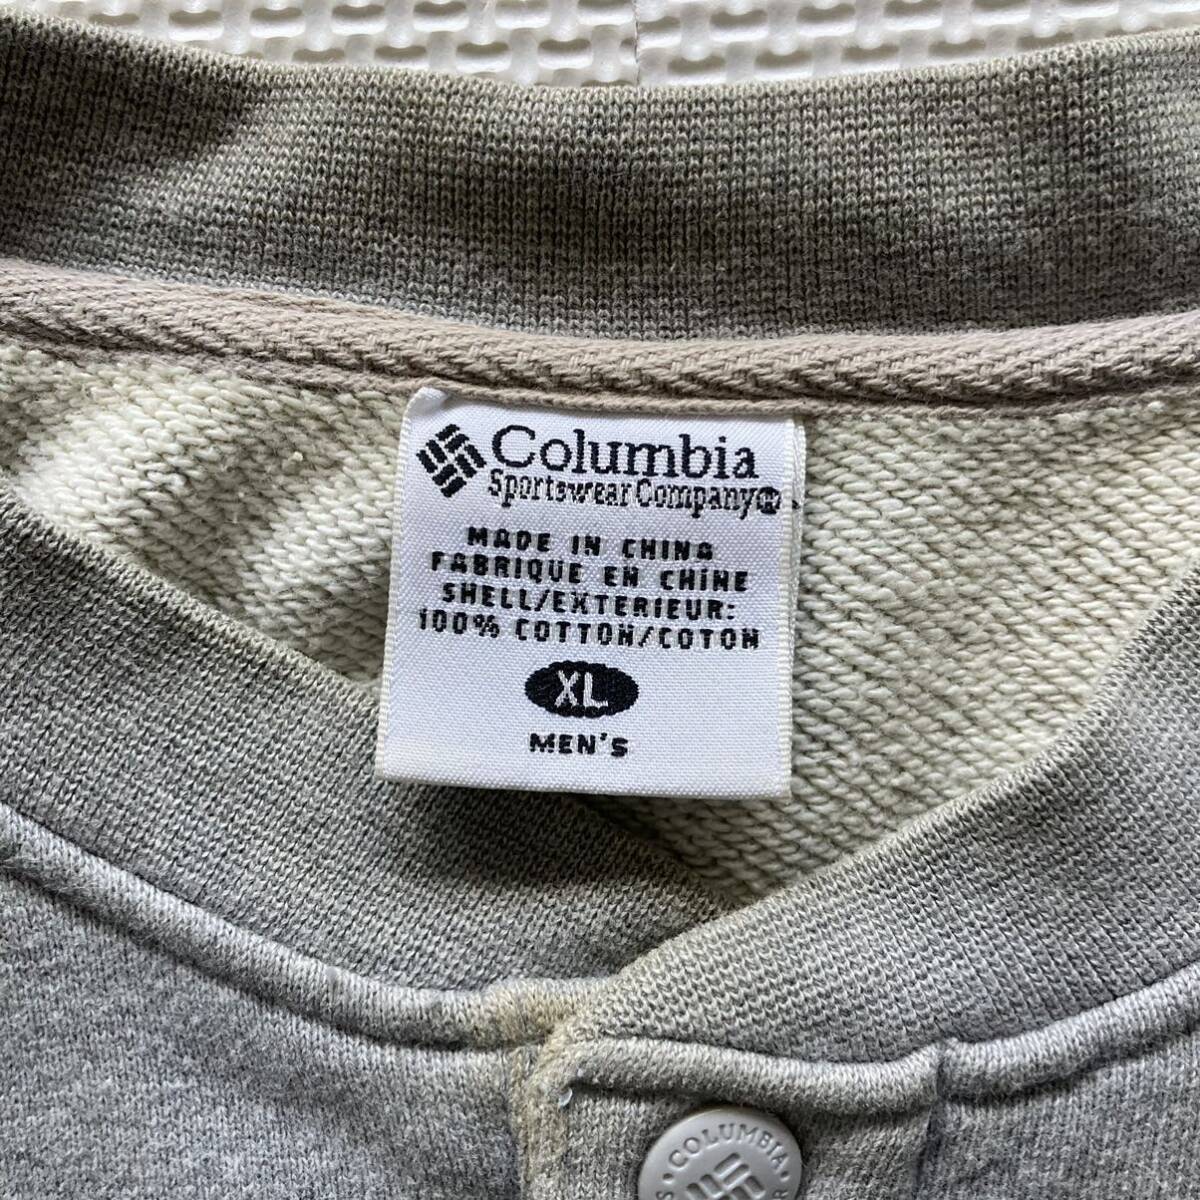 Columbia
Sportswear Company®
MADE IN CHINA
FABRIQUE EN CHINE
SHELL/EXTERIEUR:
100% COTTON/COTON
XL
MEN'S
COLUMBIA